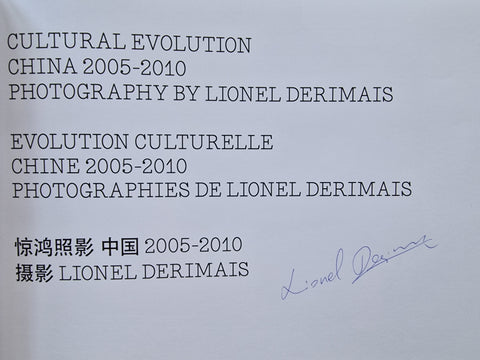 CULTURAL EVOLUTION
CHINA 2005-2010
PHOTOGRAPHY BY LIONEL DERIMAIS
EVOLUTION CULTURELLE
CHINE 2005-2010
PHOTOGRAPHIES DE LIONEL DERIMAIS
惊鸿照影 中国 2005-2010
摄影 LIONEL DERIMAIS
Lionel